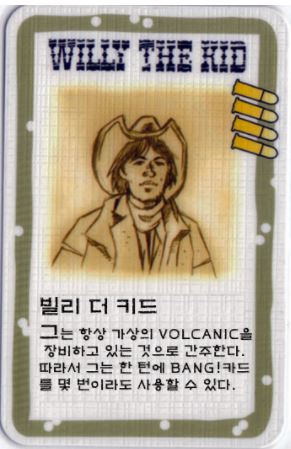 WILLY THE KID
빌리 더 키드
그는 항상 가상의 VOLCANIC을
장비하고 있는 것으로 간주한다.
따라서 그는 한 턴에 BANG!카드
를 몇 번이라도 사용할 수 있다.